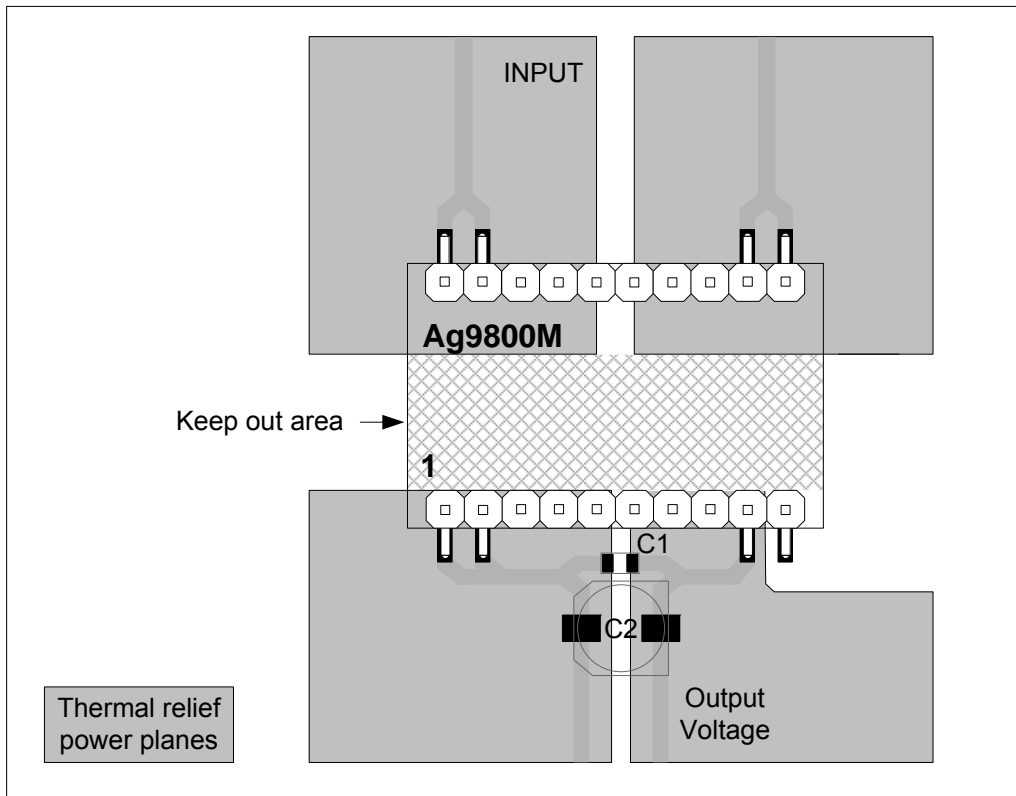 INPUT
Ag9800M
Keep out area
1
C1
C2
Output
Voltage
Thermal relief
power planes